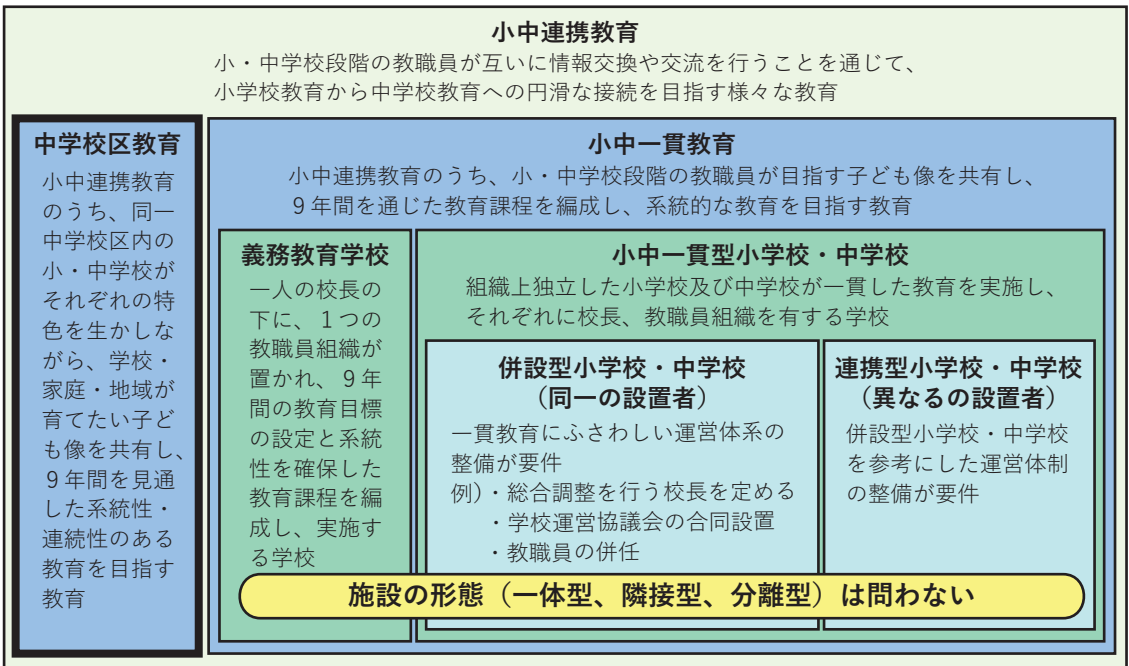 小中連携教育
小・中学校段階の教職員が互いに情報交換や交流を行うことを通じて、
小学校教育から中学校教育への円滑な接続を目指す様々な教育
中学校区教育
小中連携教育
のうち、同一
中学校区内の
小・中学校が
それぞれの特
色を生かしな
がら、学校・
家庭・地域が
育てたい子ど
も像を共有し、
9年間を見通
した系統性・
連続性のある
教育を目指す
教育
小中一貫教育
小中連携教育のうち、小・中学校段階の教職員が目指す子ども像を共有し、
9年間を通じた教育課程を編成し、系統的な教育を目指す教育
義務教育学校
一人の校長の
下に、1つの
教職員組織が
置かれ、9年
間の教育目標
の設定と系統
性を確保した
教育課程を編
成し、実施す
る学校
小中一貫型小学校・中学校
組織上独立した小学校及び中学校が一貫した教育を実施し、
それぞれに校長、教職員組織を有する学校
併設型小学校・中学校
（同一の設置者）
一貫教育にふさわしい運営体系の
整備が要件
例）・総合調整を行う校長を定める
・学校運営協議会の合同設置
・教職員の併任
連携型小学校・中学校
（異なるの設置者）
併設型小学校・中学校
を参考にした運営体制
の整備が要件
施設の形態（一体型、隣接型、分離型）は問わない